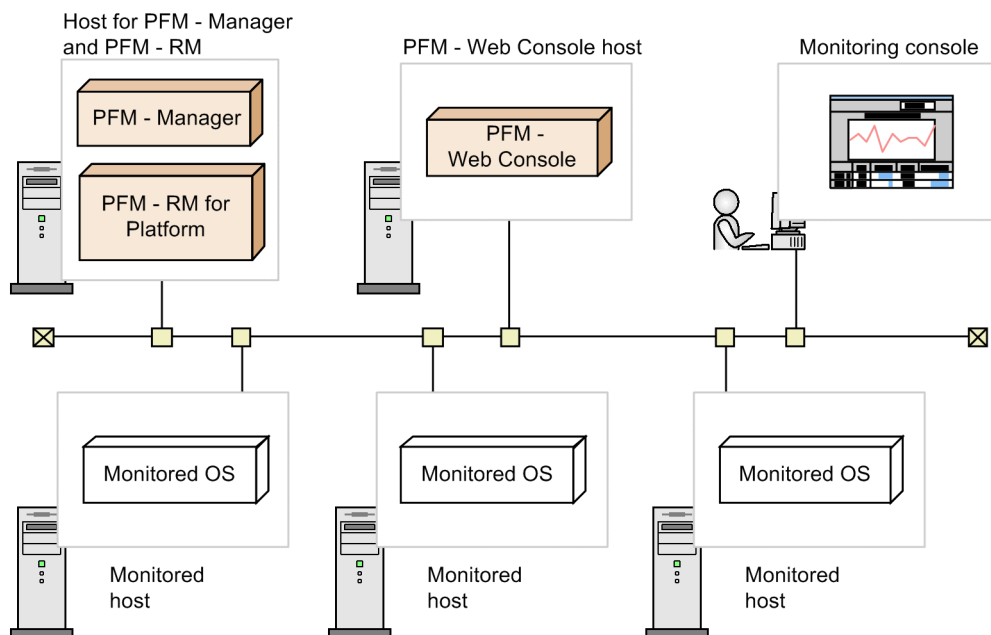 Host for PFM - Manager
and PFM - RM
PFM - Manager
PFM - RM for
Platform
PFM - Web Console host
PFM -
Web Console
Monitoring console
Monitored OS
Monitored
host
Monitored OS
Monitored
host
Monitored OS
Monitored
host